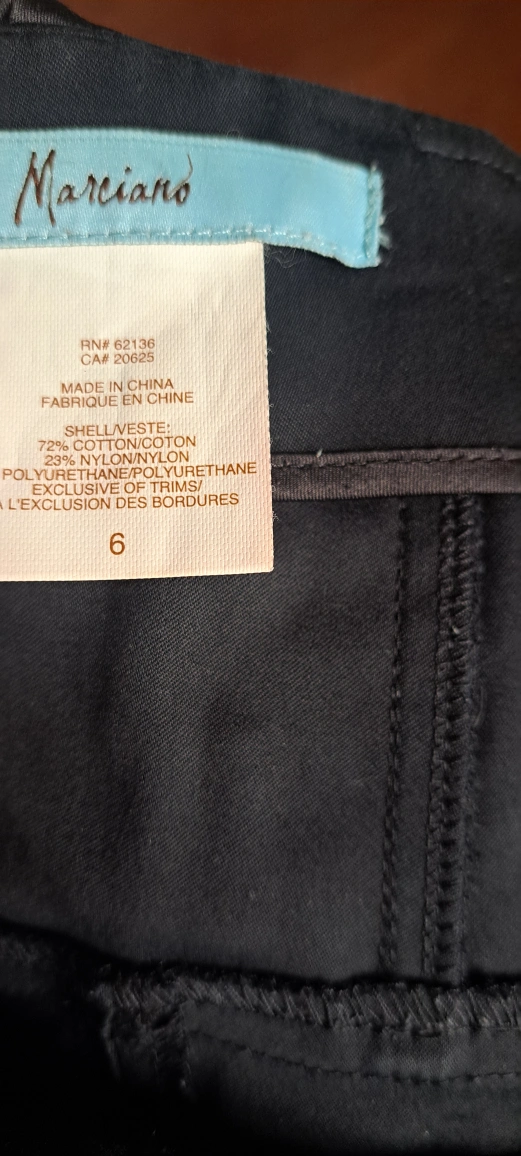 Marciano
RN# 62136
CA# 20625
MADE IN CHINA
FABRIQUE EN CHINE
SHELL/VESTE:
72% COTTON/COTON
23% NYLON/NYLON
POLYURETHANE/POLYURETHANE
EXCLUSIVE OF TRIMS/
À L'EXCLUSION DES BORDURES
6